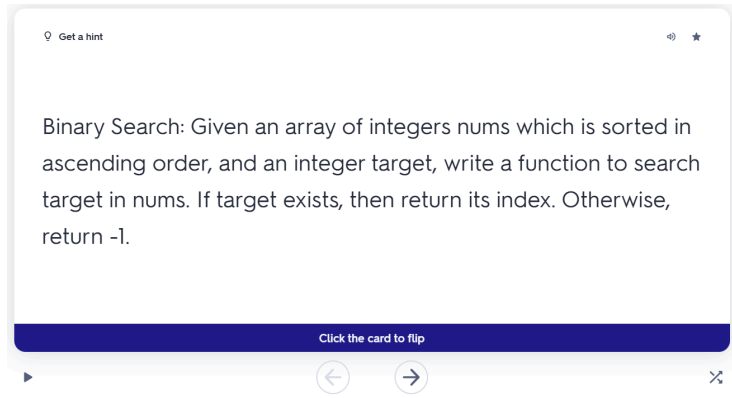 Get a hint
Binary Search: Given an array of integers nums which is sorted in
ascending order, and an integer target, write a function to search
target in nums. If target exists, then return its index. Otherwise,
return -1.
Click the card to flip